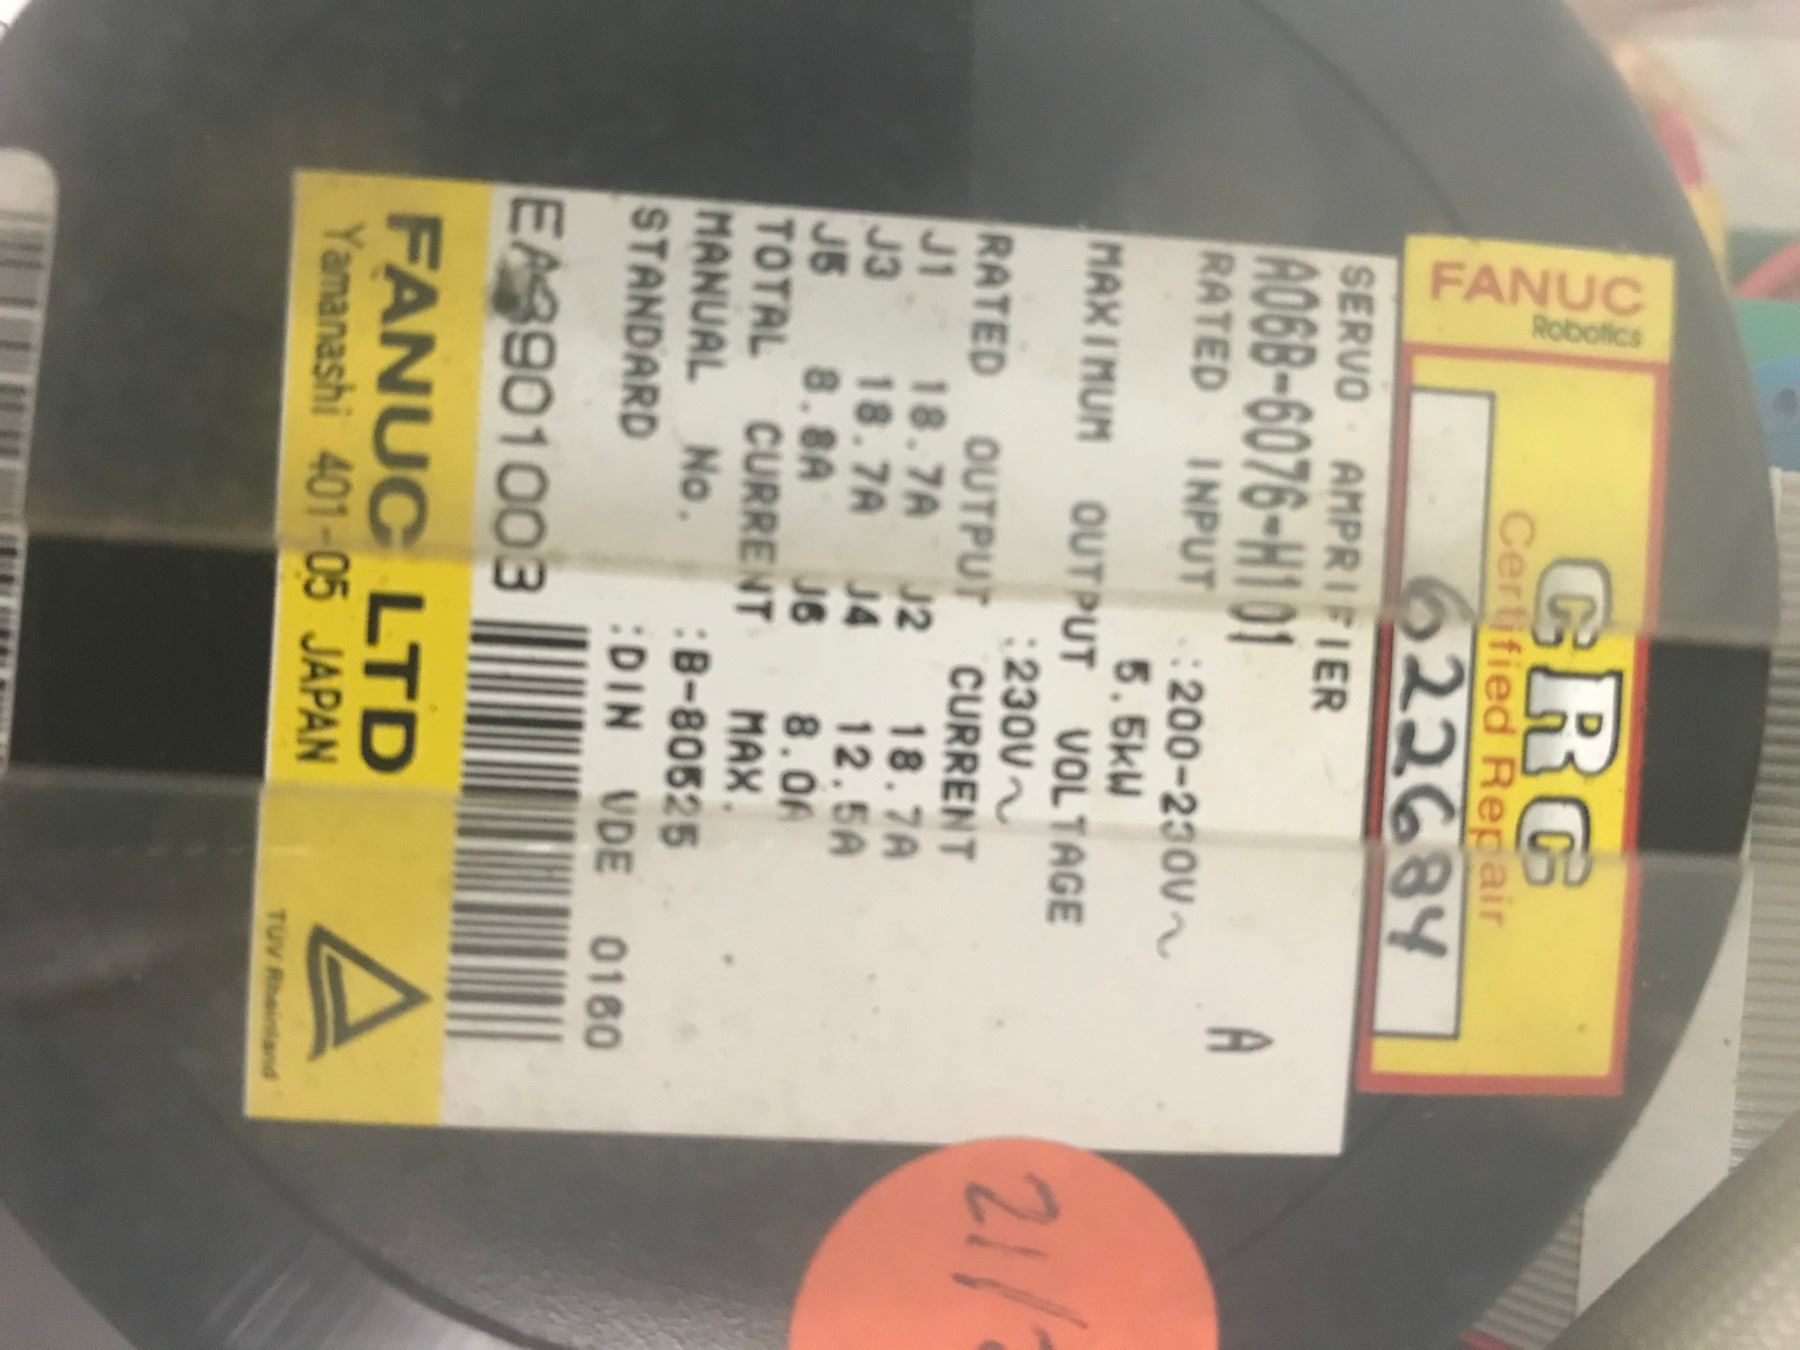 FANUC
Robotics
CRC
Certified Repair
622684
SERVO AMPRIFIER
A06B-6076-H101 A
RATED INPUT :200-230V~
5.5kW
MAXIMUM OUTPUT VOLTAGE
:230V~
RATED OUTPUT CURRENT
J1 18.7A J2 18.7A
J3 18.7A J4 12.5A
J5 8.8A J6 8.0A
TOTAL CURRENT MAX.
MANUAL No. :B-80525
STANDARD :DIN VDE 0160
EA8901003
FANUC LTD
Yamanashi 401-05 JAPAN
TUV Rheinland